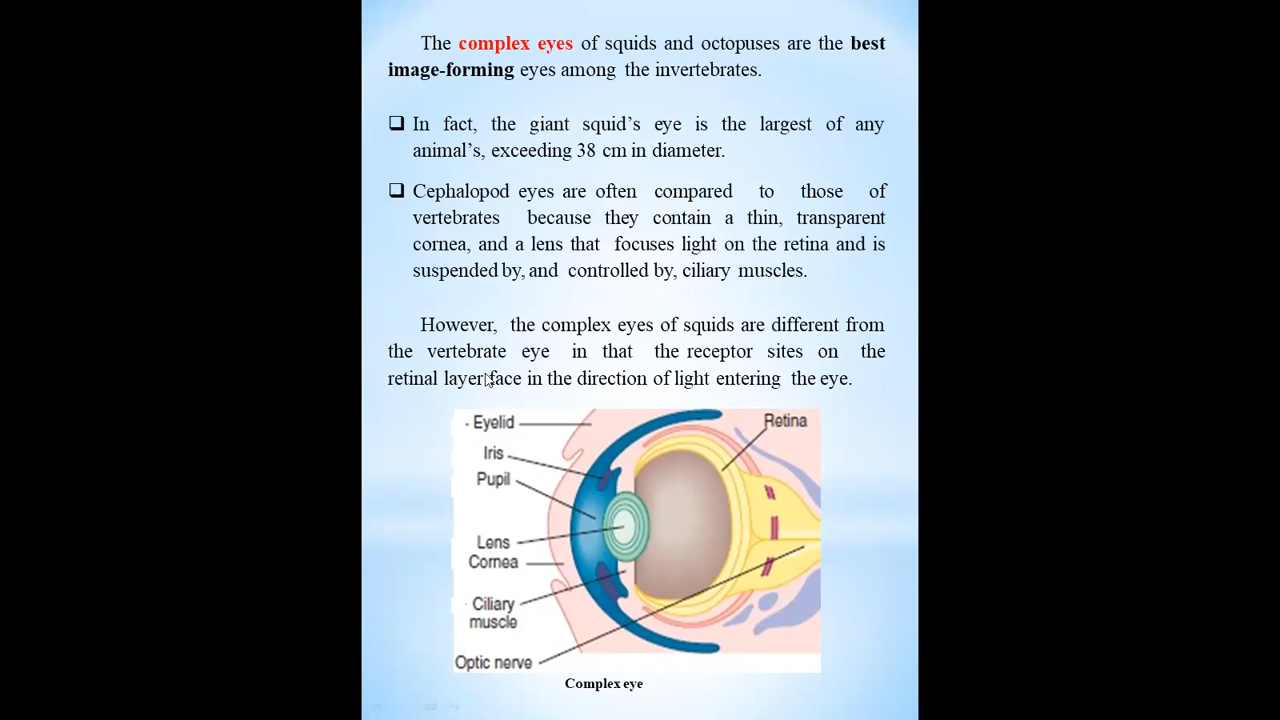 The complex eyes of squids and octopuses are the best
image-forming eyes among the invertebrates.
❑ In fact, the giant squid’s eye is the largest of any
animal’s, exceeding 38 cm in diameter.
❑ Cephalopod eyes are often compared to those of
vertebrates because they contain a thin, transparent
cornea, and a lens that focuses light on the retina and is
suspended by, and controlled by, ciliary muscles.
However, the complex eyes of squids are different from
the vertebrate eye in that the receptor sites on the
retinal layer face in the direction of light entering the eye.
Eyelid
Retina
Iris
Pupil
Lens
Cornea
Ciliary
muscle
Optic nerve
Complex eye